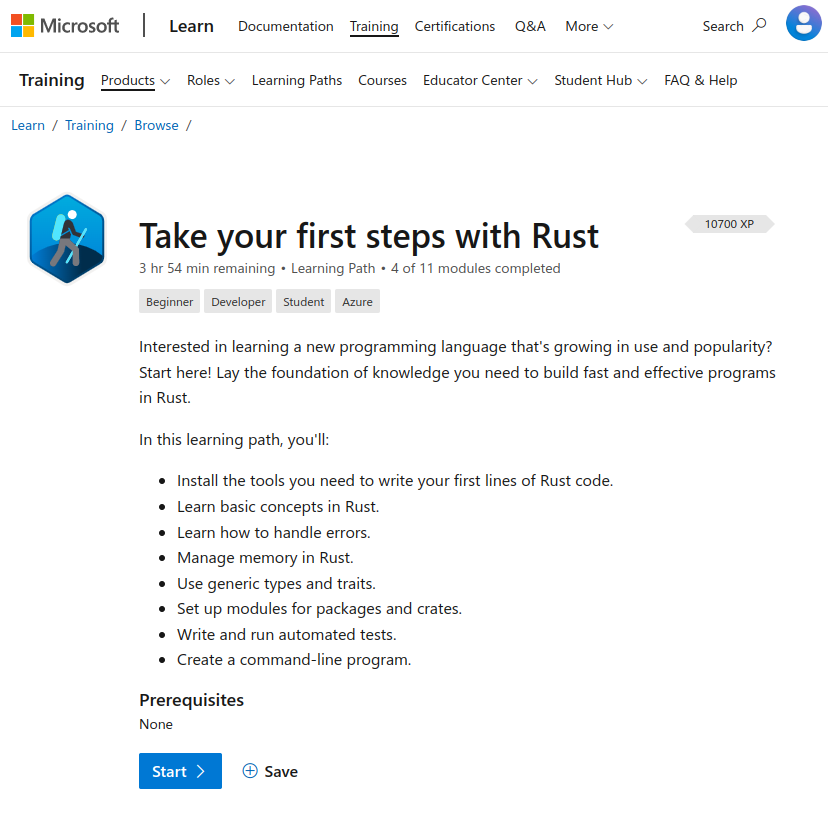 Microsoft Learn Documentation Training Certifications Q&A More Search
Training Products Roles Learning Paths Courses Educator Center Student Hub FAQ & Help
Learn / Training / Browse /
10700 XP
Take your first steps with Rust
3 hr 54 min remaining • Learning Path • 4 of 11 modules completed
Beginner Developer Student Azure
Interested in learning a new programming language that's growing in use and popularity?
Start here! Lay the foundation of knowledge you need to build fast and effective programs
in Rust.
In this learning path, you'll:
• Install the tools you need to write your first lines of Rust code.
• Learn basic concepts in Rust.
• Learn how to handle errors.
• Manage memory in Rust.
• Use generic types and traits.
• Set up modules for packages and crates.
• Write and run automated tests.
• Create a command-line program.
Prerequisites
None
Start Save